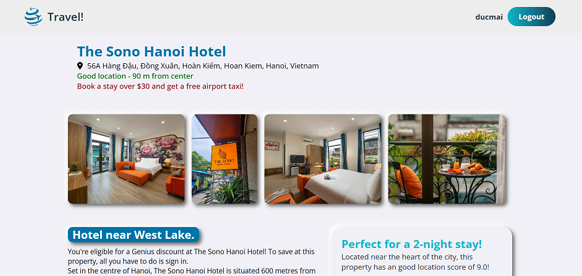 Travel!
ducmai
Logout
The Sono Hanoi Hotel
56A Hàng Đậu, Đồng Xuân, Hoàn Kiếm, Hoan Kiem, Hanoi, Vietnam
Good location - 90 m from center
Book a stay over $30 and get a free airport taxi!
THE SONO
Hotel near West Lake.
You're eligible for a Genius discount at The Sono Hanoi Hotel! To save at this
property, all you have to do is sign in.
Set in the centre of Hanoi, The Sono Hanoi Hotel is situated 600 metres from
Perfect for a 2-night stay!
Located near the heart of the city, this
property has an good location score of 9.0!